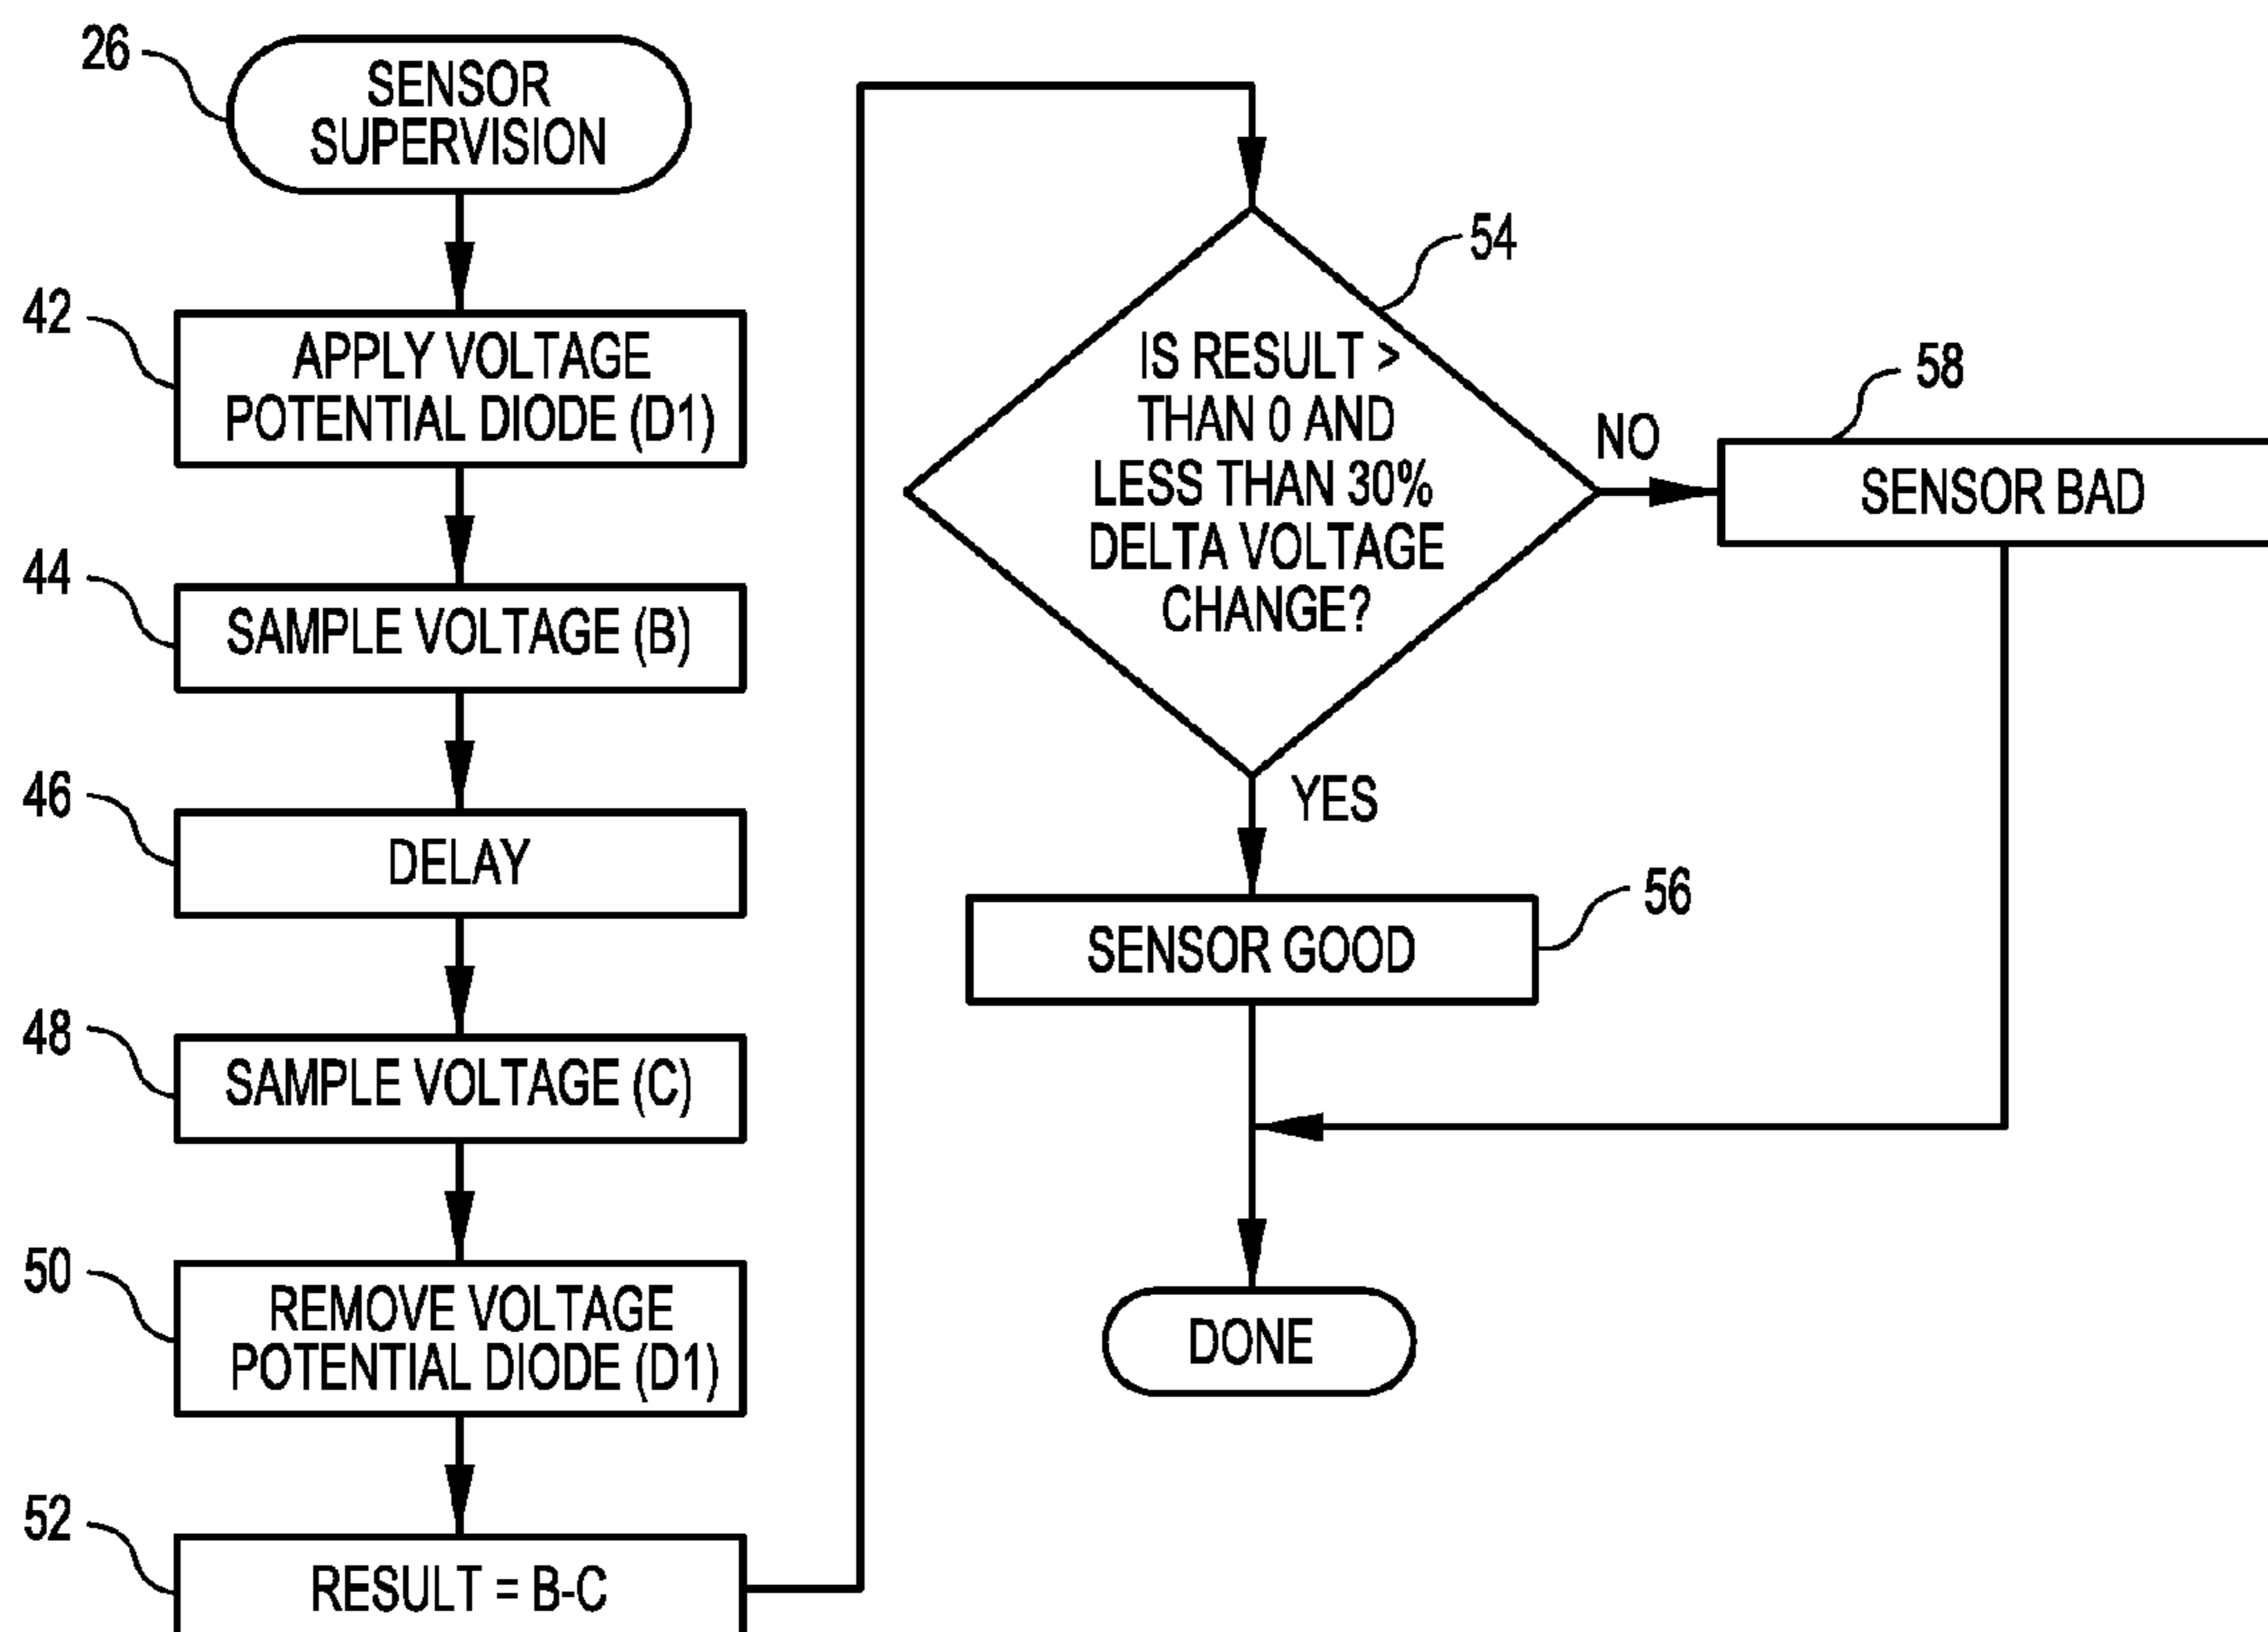 26
SENSOR
SUPERVISION
42
APPLY VOLTAGE
POTENTIAL DIODE (D1)
44
SAMPLE VOLTAGE (B)
46
DELAY
48
SAMPLE VOLTAGE (C)
50
REMOVE VOLTAGE
POTENTIAL DIODE (D1)
52
RESULT = B-C
54
IS RESULT >
THAN 0 AND
LESS THAN 30%
DELTA VOLTAGE
CHANGE?
NO
58
SENSOR BAD
YES
56
SENSOR GOOD
DONE